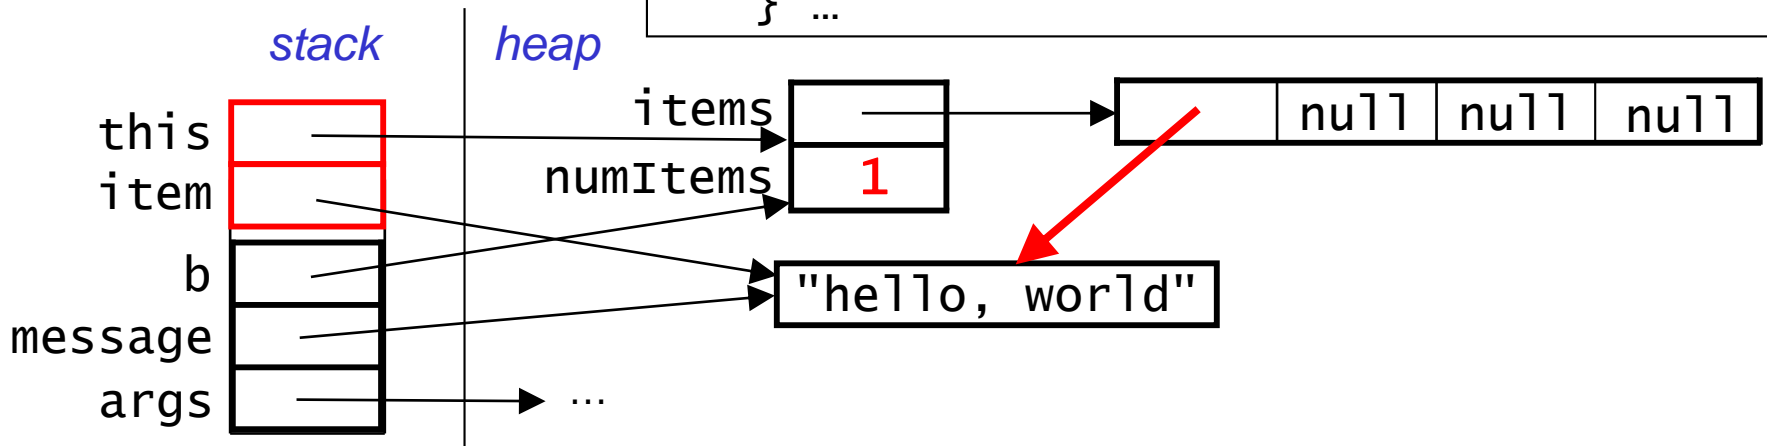 } …
stack heap
items null null null
this
numItems 1
item
b
"hello, world"
message
args …